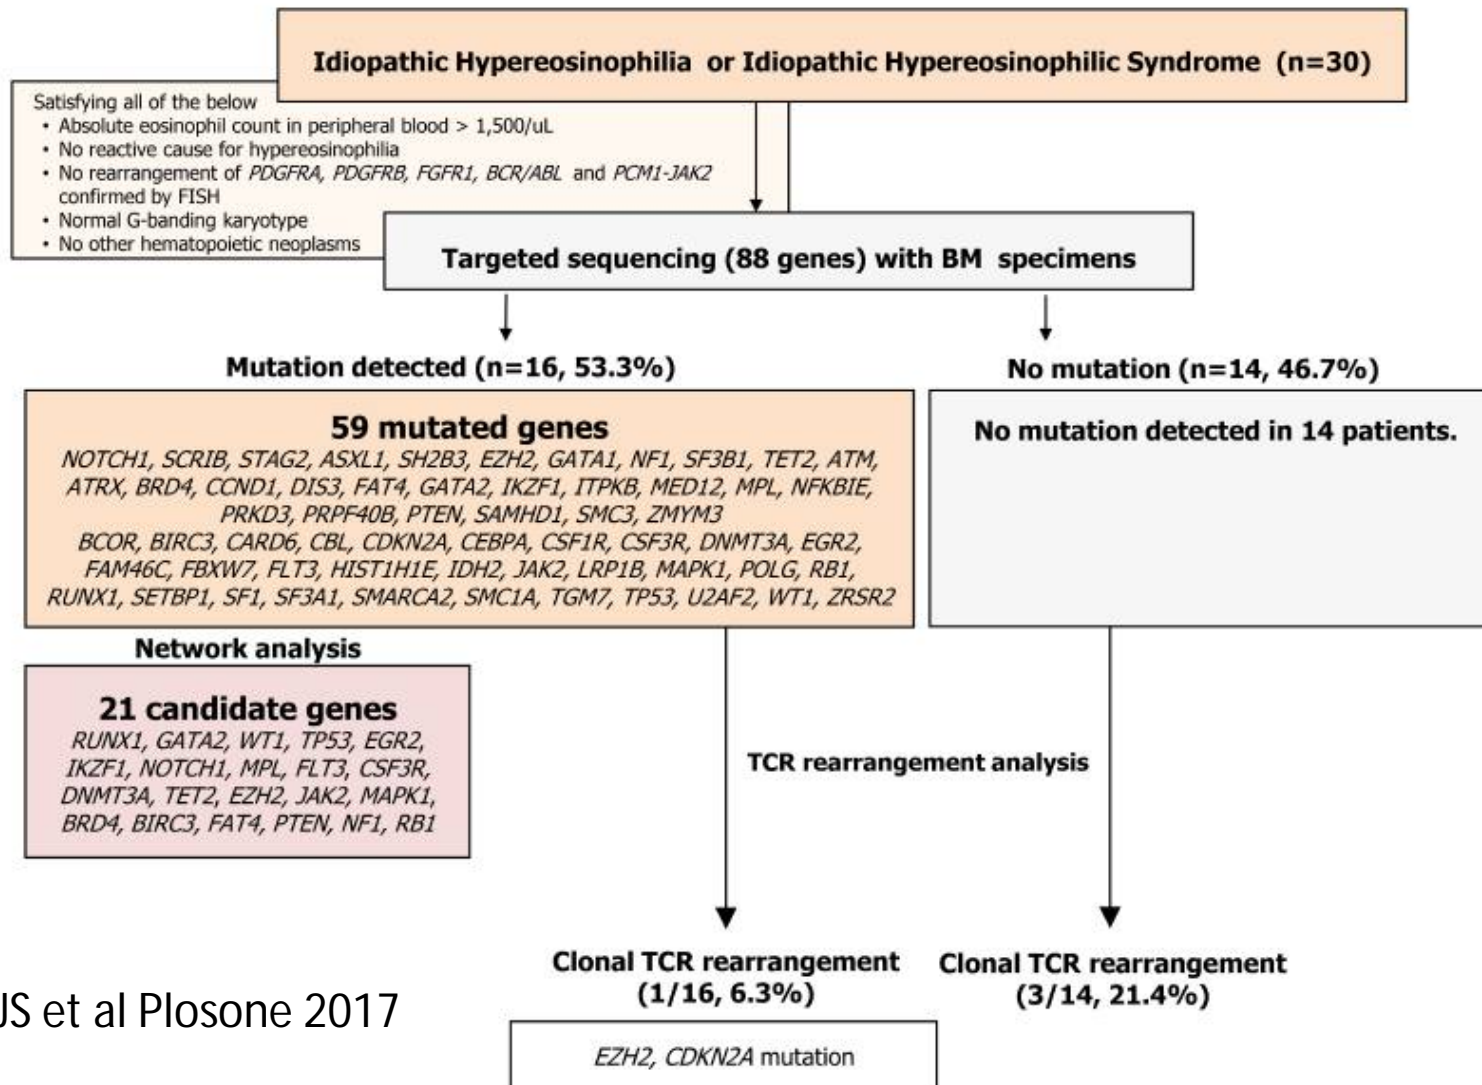 Idiopathic Hypereosinophilia or Idiopathic Hypereosinophilic Syndrome (n=30)
Satisfying all of the below
• Absolute eosinophil count in peripheral blood > 1,500/uL
• No reactive cause for hypereosinophilia
• No rearrangement of PDGFRA, PDGFRB, FGFR1, BCR/ABL and PCM1-JAK2
confirmed by FISH
• Normal G-banding karyotype
• No other hematopoietic neoplasms
Targeted sequencing (88 genes) with BM specimens
Mutation detected (n=16, 53.3%)
59 mutated genes
NOTCH1, SCRIB, STAG2, ASXL1, SH2B3, EZH2, GATA1, NF1, SF3B1, TET2, ATM,
ATRX, BRD4, CCND1, DIS3, FAT4, GATA2, IKZF1, ITPKB, MED12, MPL, NFKBIE,
PRKD3, PRPF40B, PTEN, SAMHD1, SMC3, ZMYM3
BCOR, BIRC3, CARD6, CBL, CDKN2A, CEBPA, CSF1R, CSF3R, DNMT3A, EGR2,
FAM46C, FBXW7, FLT3, HIST1H1E, IDH2, JAK2, LRP1B, MAPK1, POLG, RB1,
RUNX1, SETBP1, SF1, SF3A1, SMARCA2, SMC1A, TGM7, TP53, U2AF2, WT1, ZRSR2
No mutation (n=14, 46.7%)
No mutation detected in 14 patients.
Network analysis
21 candidate genes
RUNX1, GATA2, WT1, TP53, EGR2,
IKZF1, NOTCH1, MPL, FLT3, CSF3R,
DNMT3A, TET2, EZH2, JAK2, MAPK1,
BRD4, BIRC3, FAT4, PTEN, NF1, RB1
TCR rearrangement analysis
Clonal TCR rearrangement
(1/16, 6.3%)
EZH2, CDKN2A mutation
Clonal TCR rearrangement
(3/14, 21.4%)
JS et al Plosone 2017